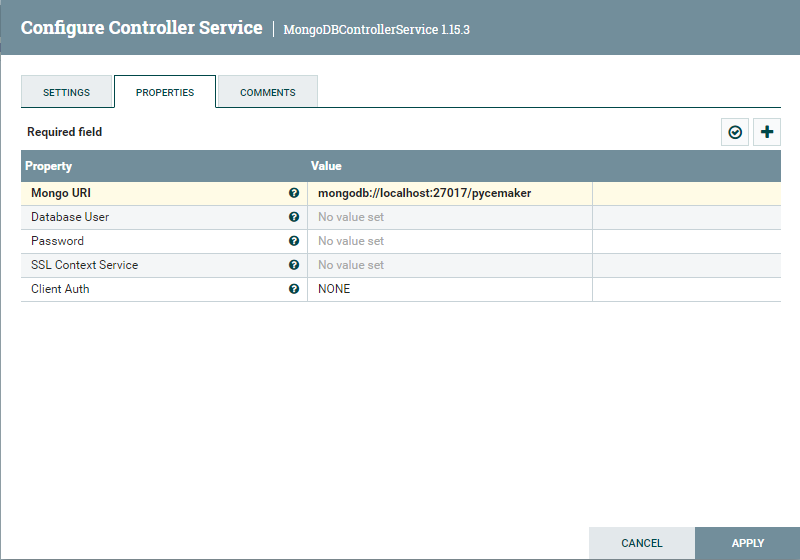 Configure Controller Service | MongoDBControllerService 1.15.3
SETTINGS PROPERTIES COMMENTS
Required field
Property Value
Mongo URI mongodb://localhost:27017/pycemaker
Database User No value set
Password No value set
SSL Context Service No value set
Client Auth NONE
CANCEL APPLY